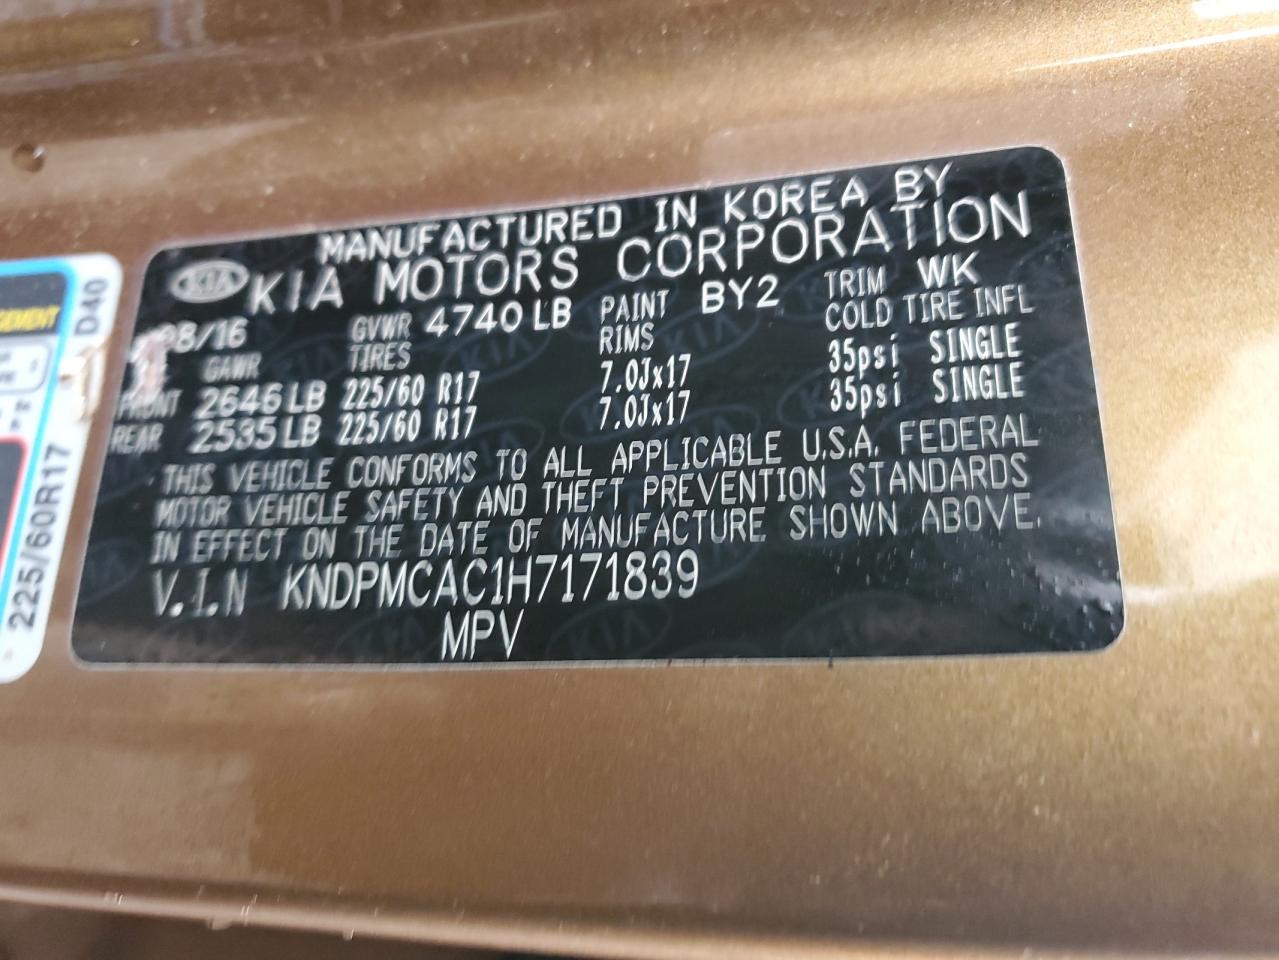 MANUFACTURED IN KOREA BY
KIA KIA MOTORS CORPORATION
08/16 GVWR 4740 LB PAINT BY2 TRIM WK
GAWR TIRES RIMS COLD TIRE INFL
FRONT 2646 LB 225/60 R17 7.0Jx17 35psi SINGLE
REAR 2535 LB 225/60 R17 7.0Jx17 35psi SINGLE
THIS VEHICLE CONFORMS TO ALL APPLICABLE U.S.A. FEDERAL
MOTOR VEHICLE SAFETY AND THEFT PREVENTION STANDARDS
IN EFFECT ON THE DATE OF MANUFACTURE SHOWN ABOVE.
V.I.N KNDPMCAC1H7171839
MPV
D40
225/60R17